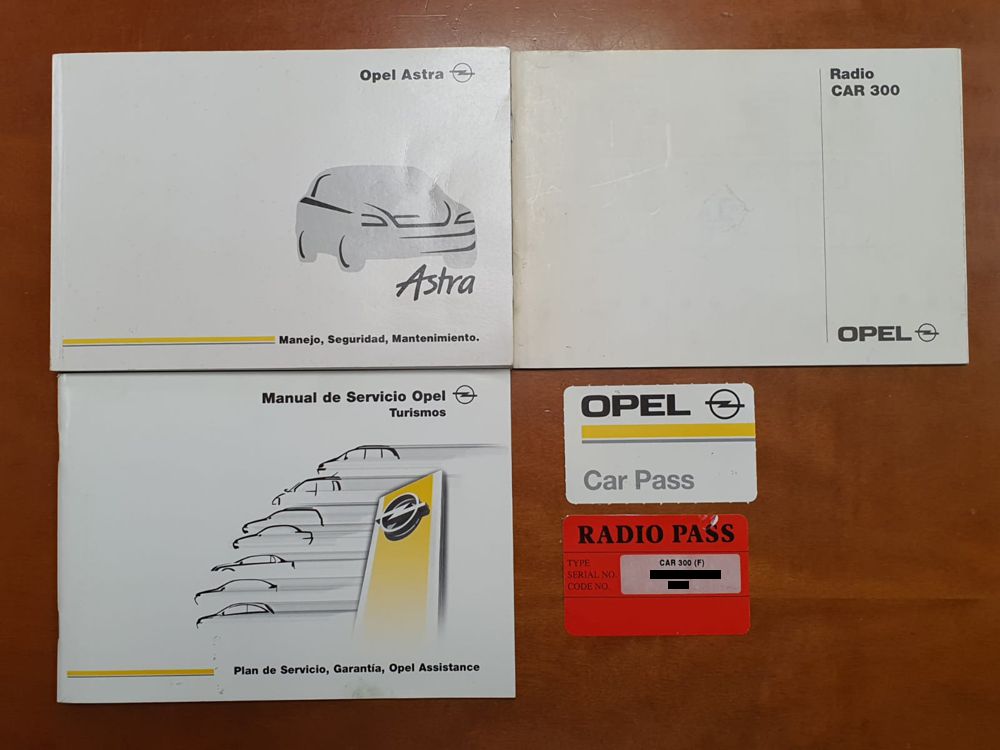 Opel Astra
Astra
Manejo, Seguridad, Mantenimiento.
Radio
CAR 300
OPEL
Manual de Servicio Opel
Turismos
Plan de Servicio, Garantía, Opel Assistance
OPEL
Car Pass
RADIO PASS
TYPE CAR 300 (F)
SERIAL NO.
CODE NO.